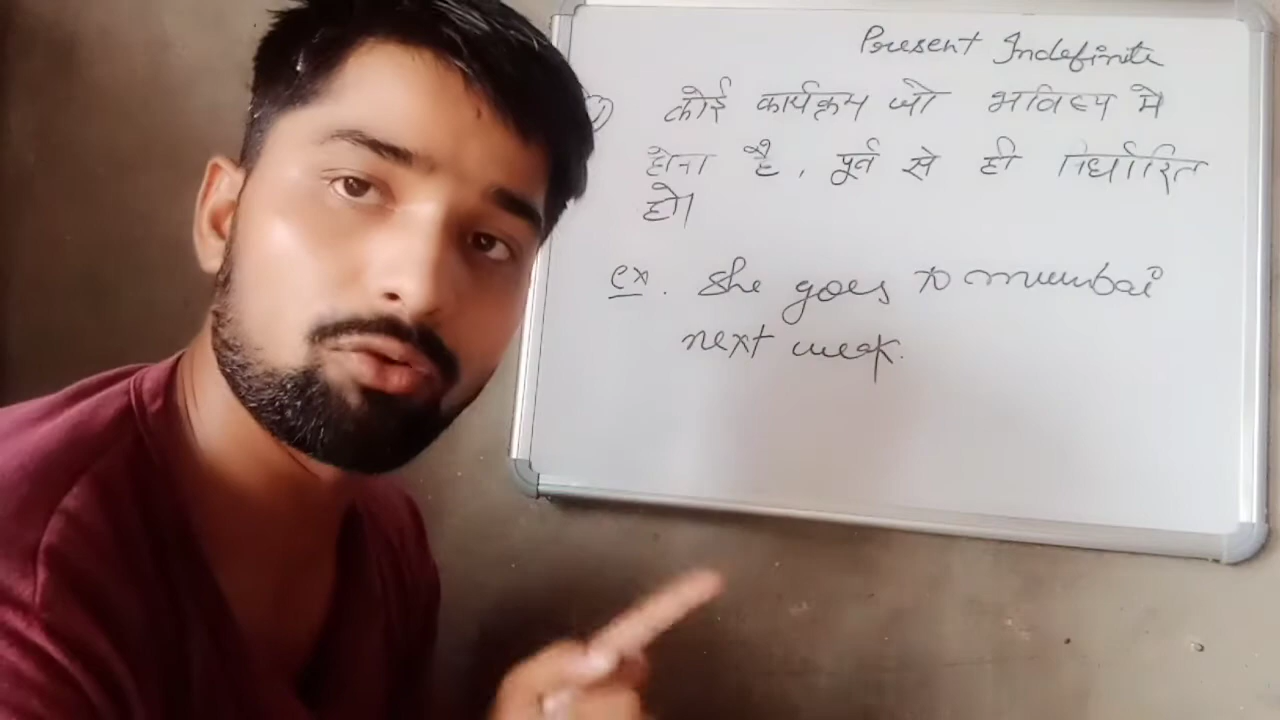 Present Indefinite
कोई कार्यक्रम जो भविष्य मे
होना है, पूर्व से ही निर्धारित
हो।
ex. She goes to mumbai
next week.